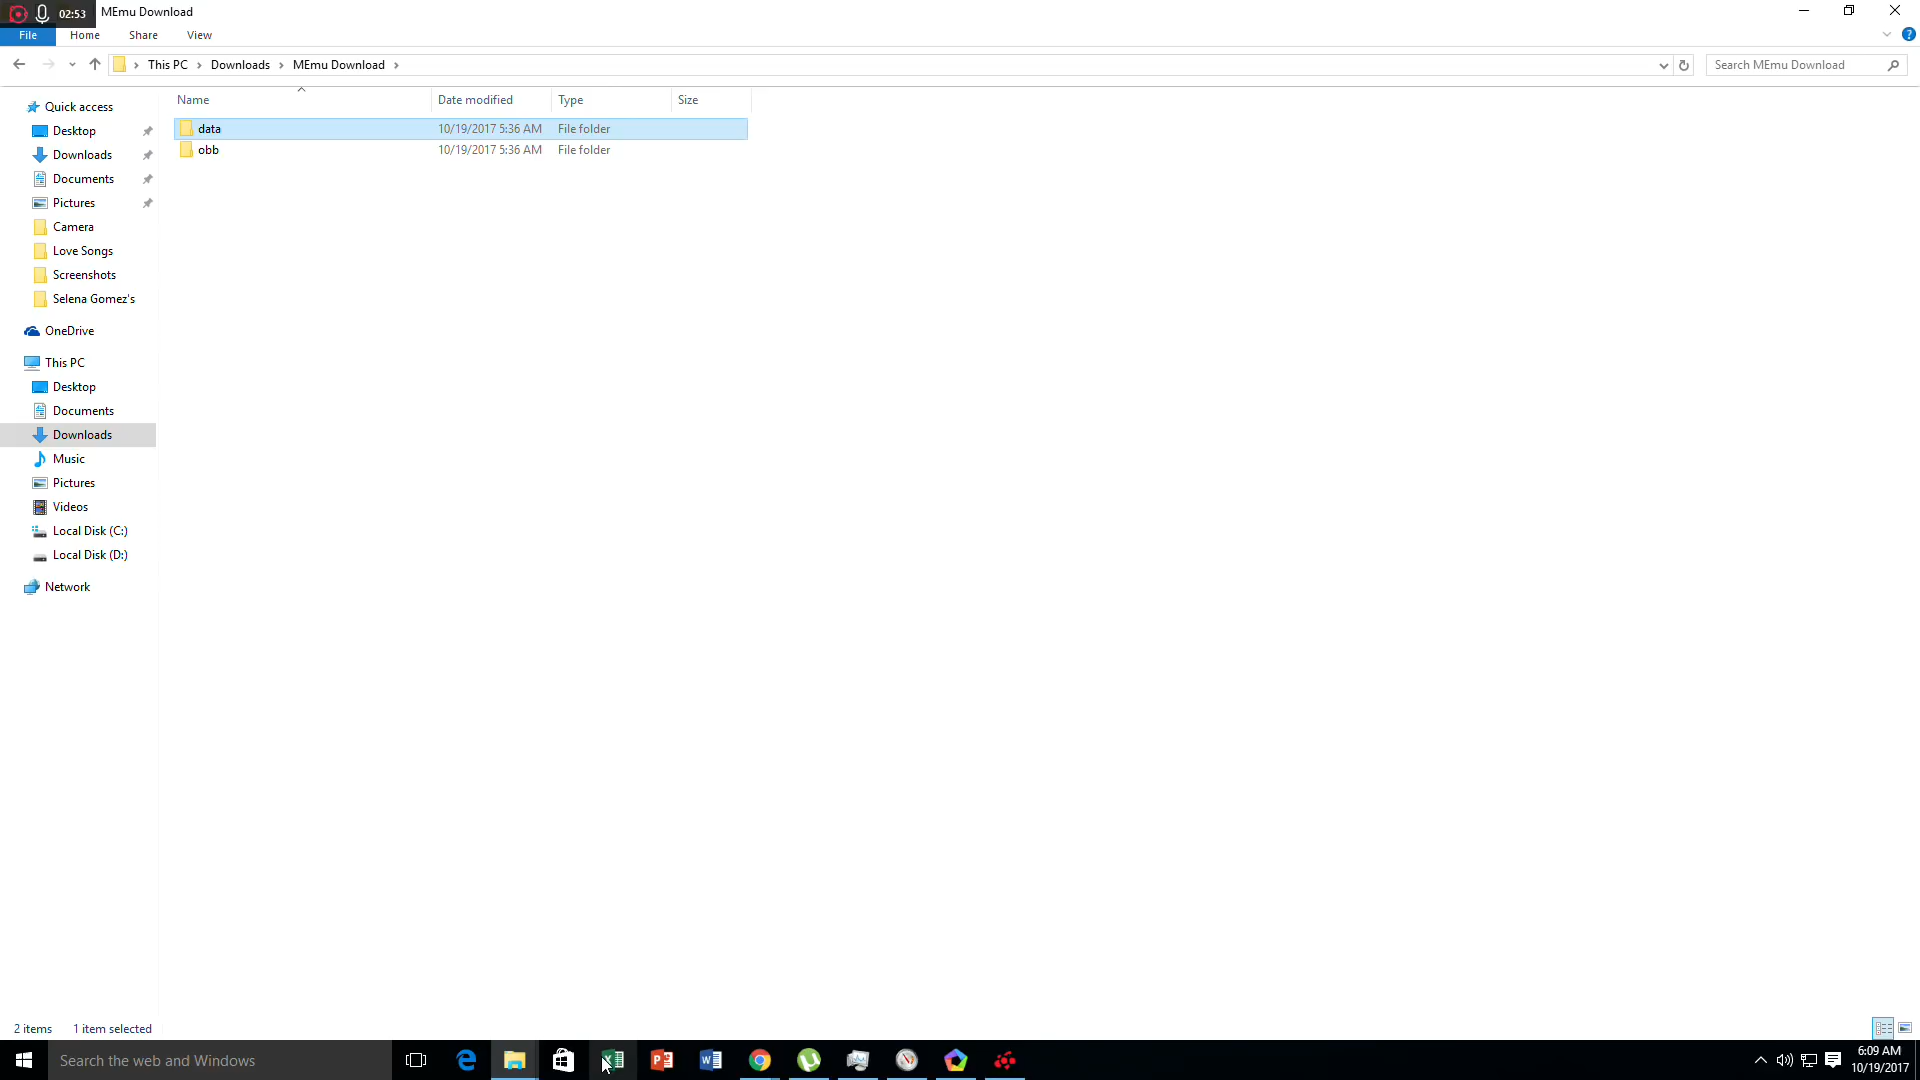 02:53 MEmu Download
File Home Share View
This PC Downloads MEmu Download Search MEmu Download
Name Date modified Type Size
data 10/19/2017 5:36 AM File folder
obb 10/19/2017 5:36 AM File folder
Quick access
Desktop
Downloads
Documents
Pictures
Camera
Love Songs
Screenshots
Selena Gomez's
OneDrive
This PC
Desktop
Documents
Downloads
Music
Pictures
Videos
Local Disk (C:)
Local Disk (D:)
Network
2 items 1 item selected
Search the web and Windows
6:09 AM
10/19/2017